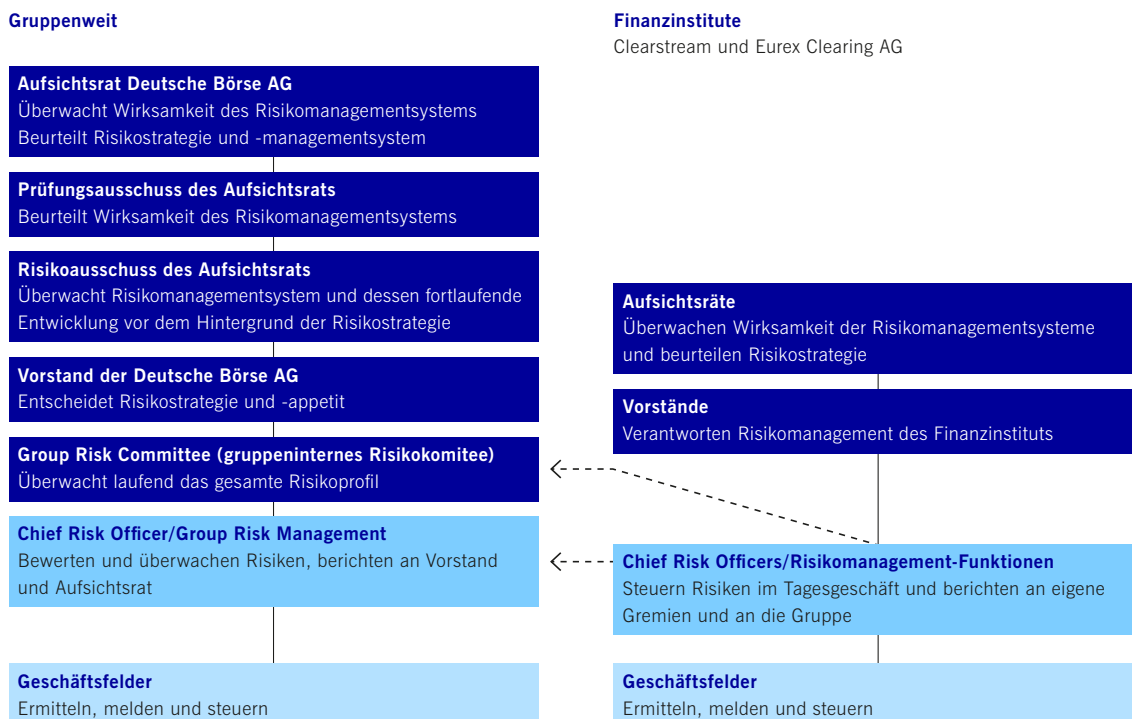 Gruppenweit
Aufsichtsrat Deutsche Börse AG
Überwacht Wirksamkeit des Risikomanagementsystems
Beurteilt Risikostrategie und -managementsystem
Prüfungsausschuss des Aufsichtsrats
Beurteilt Wirksamkeit des Risikomanagementsystems
Risikoausschuss des Aufsichtsrats
Überwacht Risikomanagementsystem und dessen fortlaufende
Entwicklung vor dem Hintergrund der Risikostrategie
Vorstand der Deutsche Börse AG
Entscheidet Risikostrategie und -appetit
Group Risk Committee (gruppeninternes Risikokomitee)
Überwacht laufend das gesamte Risikoprofil
Chief Risk Officer/Group Risk Management
Bewerten und überwachen Risiken, berichten an Vorstand
und Aufsichtsrat
Geschäftsfelder
Ermitteln, melden und steuern
Finanzinstitute
Clearstream und Eurex Clearing AG
Aufsichtsräte
Überwachen Wirksamkeit der Risikomanagementsysteme
und beurteilen Risikostrategie
Vorstände
Verantworten Risikomanagement des Finanzinstituts
Chief Risk Officers/Risikomanagement-Funktionen
Steuern Risiken im Tagesgeschäft und berichten an eigene
Gremien und an die Gruppe
Geschäftsfelder
Ermitteln, melden und steuern